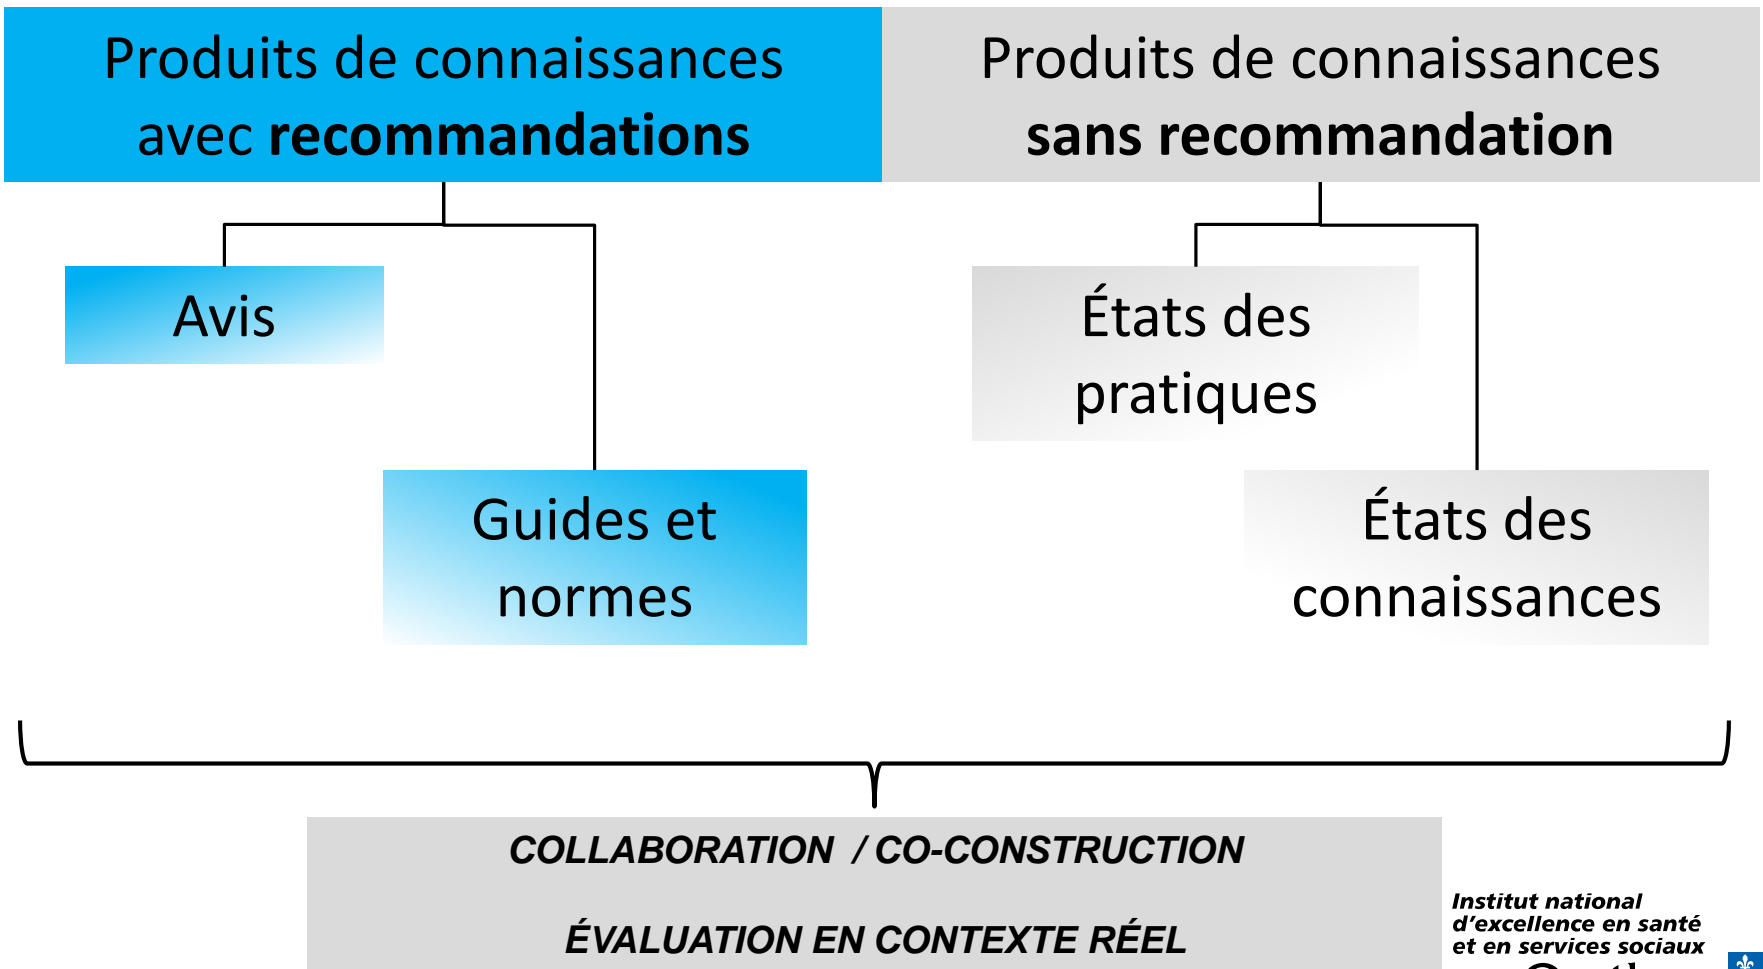 Produits de connaissances
avec recommandations
Produits de connaissances
sans recommandation
Avis
États des
pratiques
Guides et
normes
États des
connaissances
COLLABORATION / CO-CONSTRUCTION
ÉVALUATION EN CONTEXTE RÉEL
Institut national
d'excellence en santé
et en services sociaux